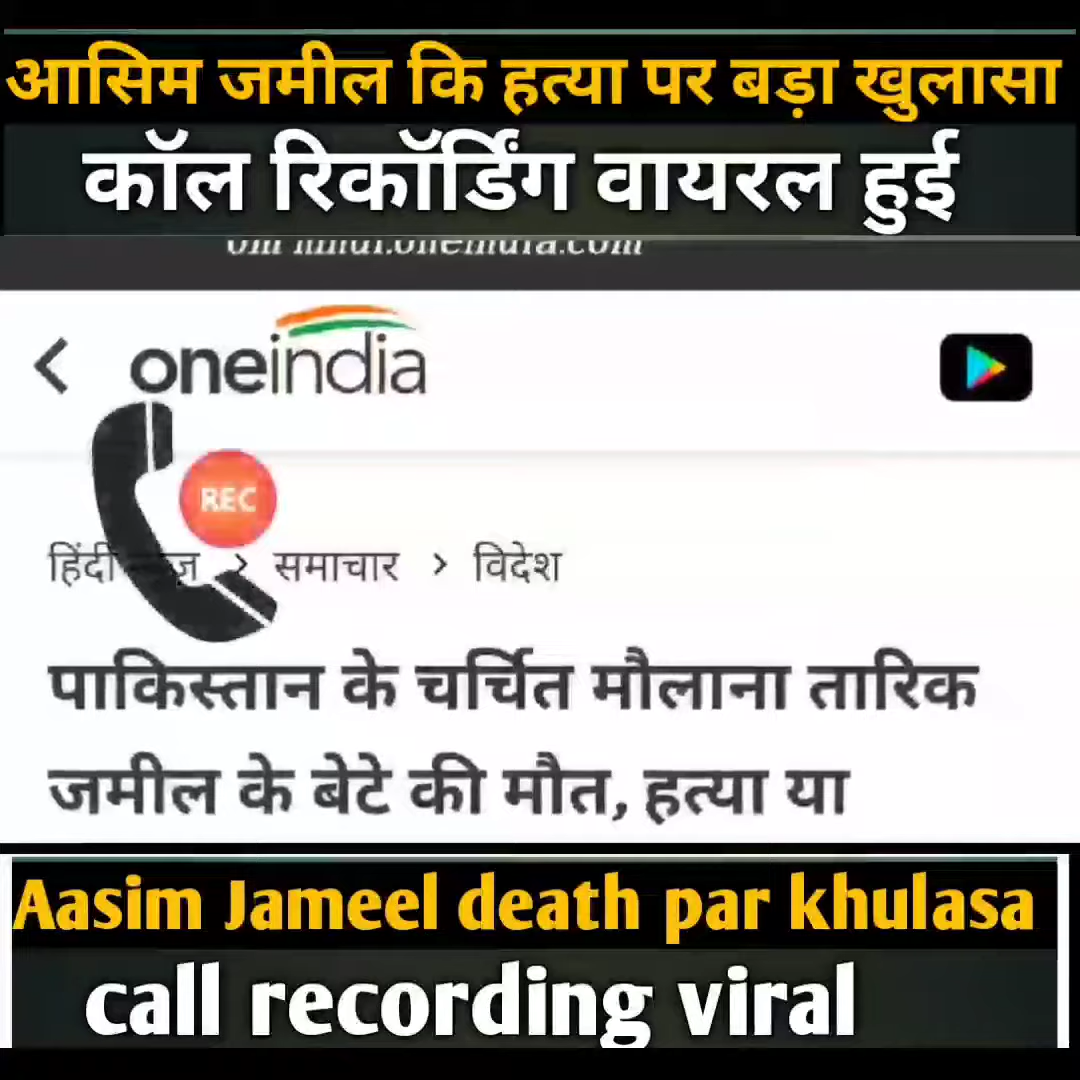 आसिम जमील कि हत्या पर बड़ा खुलासा
कॉल रिकॉर्डिंग वायरल हुई
oneindia
REC
हिंदी > समाचार > विदेश
पाकिस्तान के चर्चित मौलाना तारिक
जमील के बेटे की मौत, हत्या या
Aasim Jameel death par khulasa
call recording viral